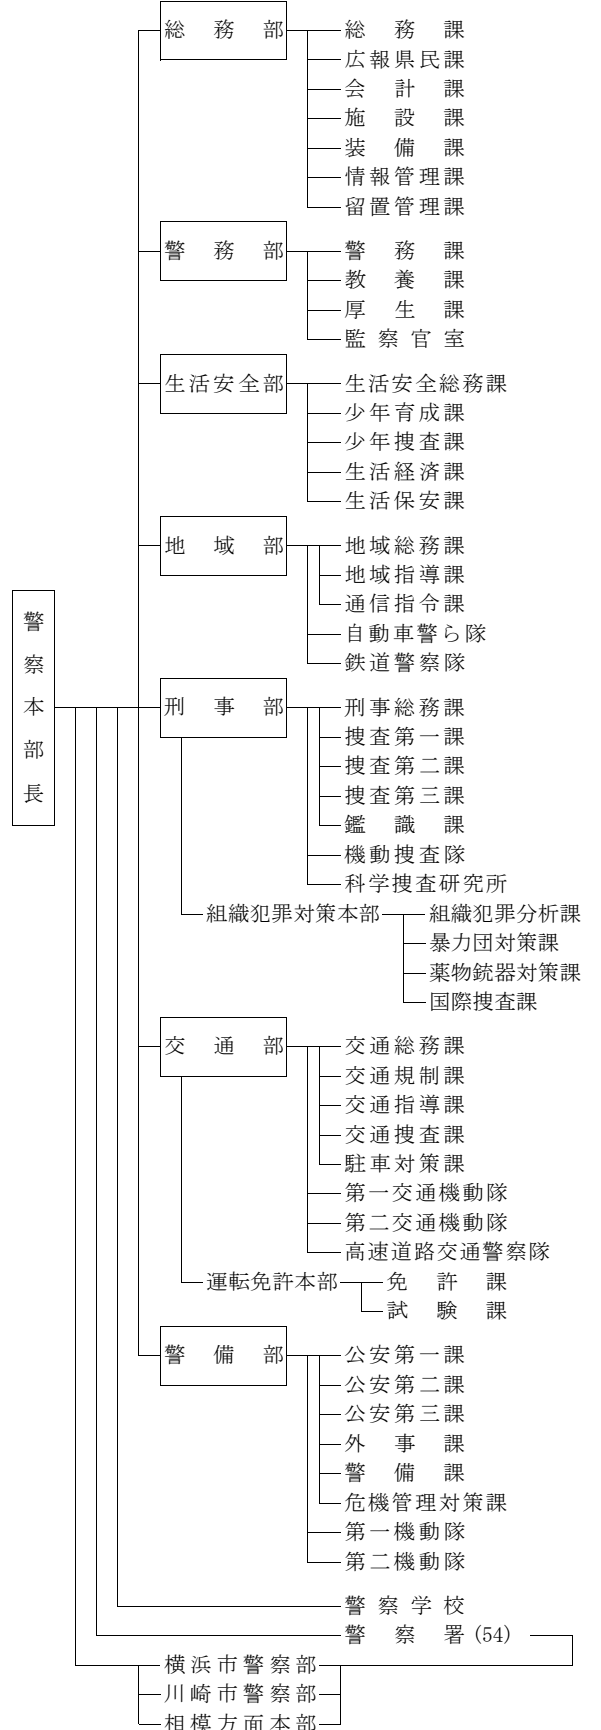 総務部
総務課
広報県民課
会計課
施設課
装備課
情報管理課
留置管理課
警務部
警務課
教養課
厚生課
監察官室
生活安全部
生活安全総務課
少年育成課
少年捜査課
生活経済課
生活保安課
地域部
地域総務課
地域指導課
通信指令課
自動車警ら隊
鉄道警察隊
警察本部長
刑事部
刑事総務課
捜査第一課
捜査第二課
捜査第三課
鑑識課
機動捜査隊
科学捜査研究所
組織犯罪対策本部
組織犯罪分析課
暴力団対策課
薬物銃器対策課
国際捜査課
交通部
交通総務課
交通規制課
交通指導課
交通捜査課
駐車対策課
第一交通機動隊
第二交通機動隊
高速道路交通警察隊
運転免許本部
免許課
試験課
警備部
公安第一課
公安第二課
公安第三課
外事課
警備課
危機管理対策課
第一機動隊
第二機動隊
警察学校
警察署 (54)
横浜市警察部
川崎市警察部
相模方面本部